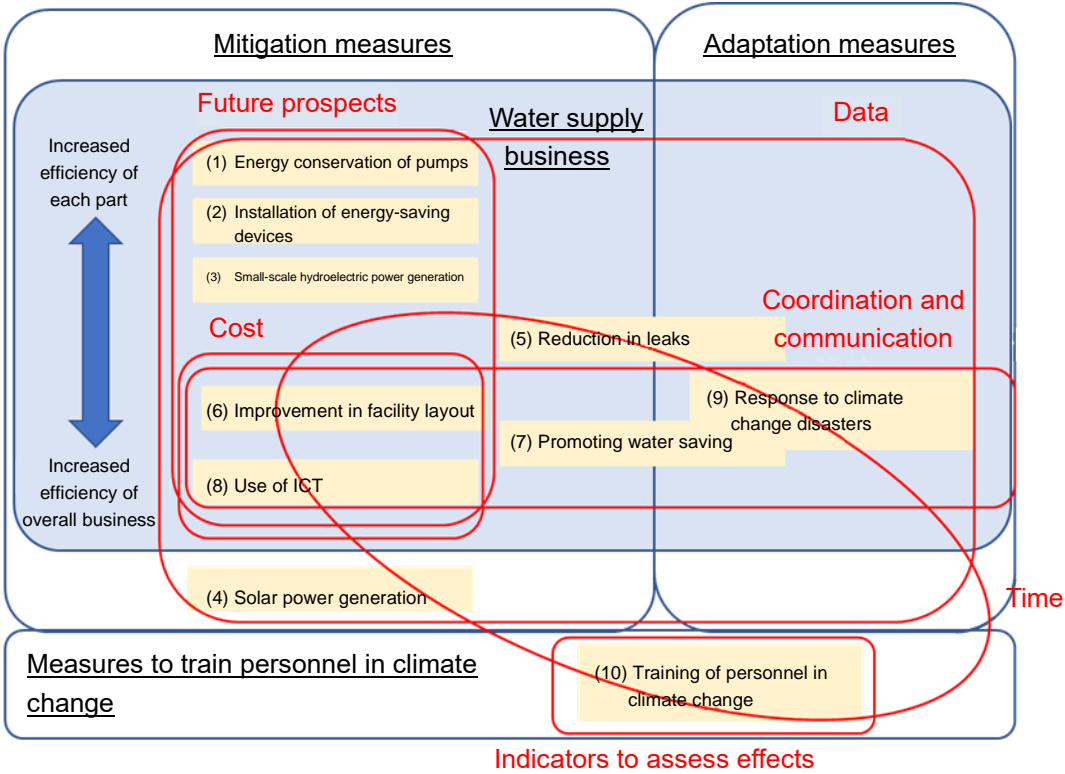 Mitigation measures
Adaptation measures
Future prospects
Data
Water supply
business
Increased
efficiency of
each part
(1) Energy conservation of pumps
(2) Installation of energy-saving
devices
(3) Small-scale hydroelectric power generation
Cost
Coordination and
communication
(5) Reduction in leaks
(6) Improvement in facility layout
(9) Response to climate
change disasters
(7) Promoting water saving
Increased
efficiency of
overall business
(8) Use of ICT
(4) Solar power generation
Time
Measures to train personnel in climate
change
(10) Training of personnel in
climate change
Indicators to assess effects